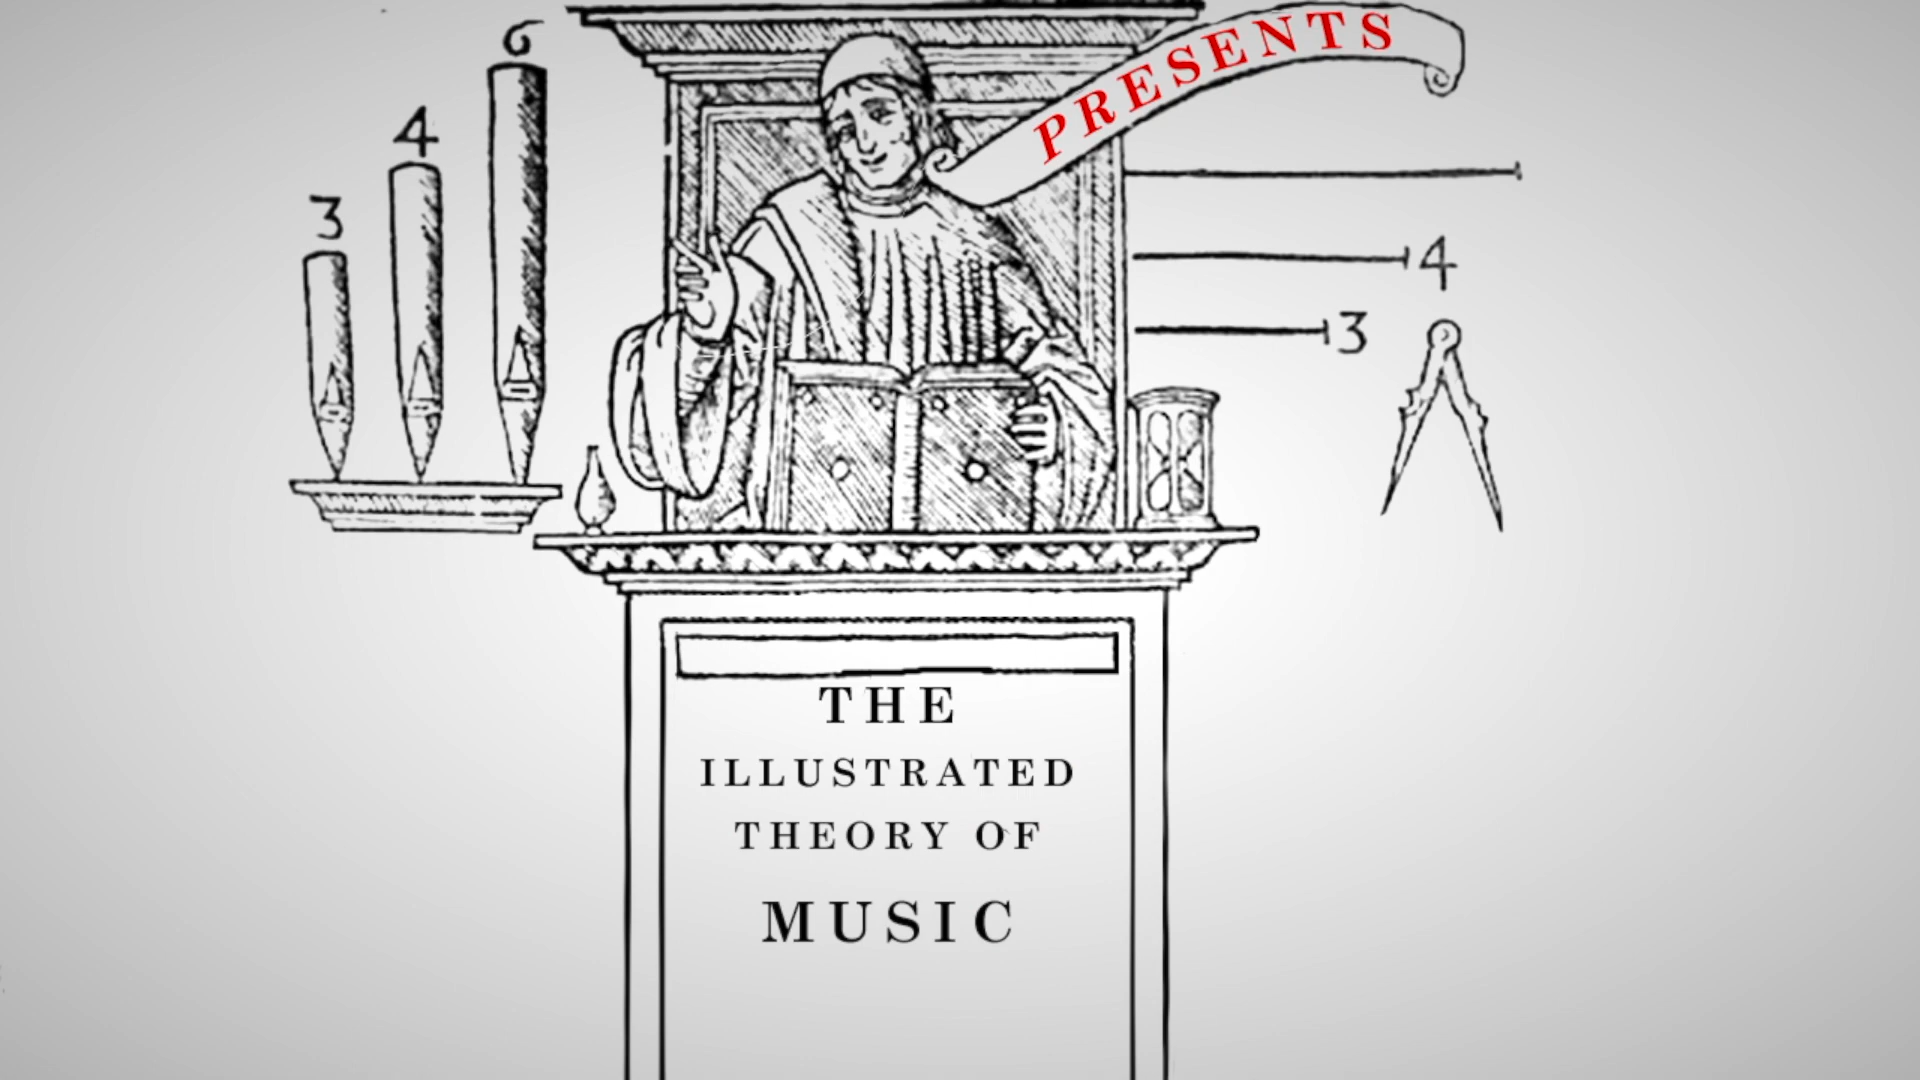 6
4
3
PRESENTS
4
3
THE
ILLUSTRATED
THEORY OF
MUSIC